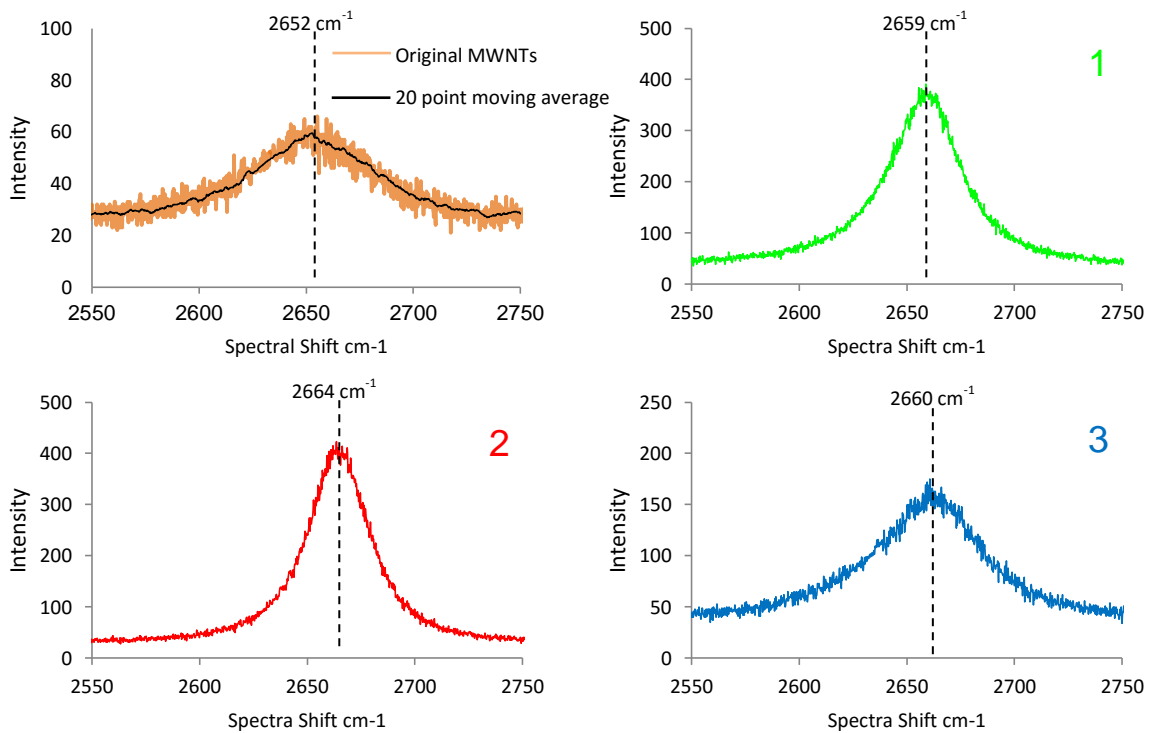 2652 cm-1
100
80
60
40
20
0
Intensity
Original MWNTs
20 point moving average
2550 2600 2650 2700 2750
Spectral Shift cm-1
2659 cm-1
500
400
300
200
100
0
Intensity
1
2550 2600 2650 2700 2750
Spectra Shift cm-1
2664 cm-1
500
400
300
200
100
0
Intensity
2
2550 2600 2650 2700 2750
Spectra Shift cm-1
2660 cm-1
250
200
150
100
50
0
Intensity
3
2550 2600 2650 2700 2750
Spectra Shift cm-1